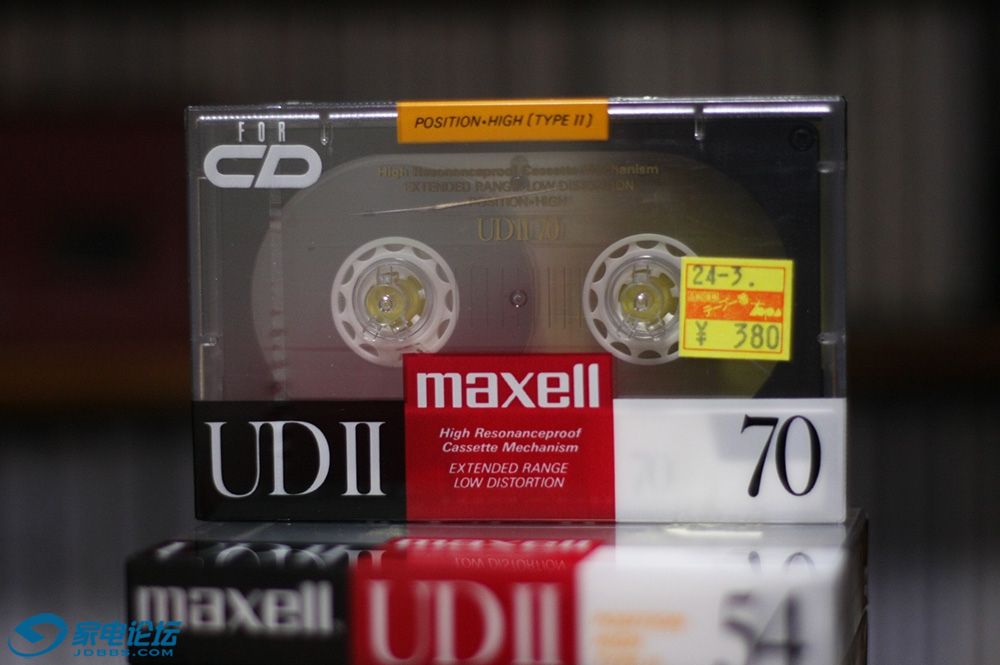 POSITION•HIGH (TYPE II)
FOR
CD
High Resonanceproof Cassette Mechanism
EXTENDED RANGE LOW DISTORTION
POSITION•HIGH
UDII 70
24-3.
¥ 380
maxell
High Resonanceproof
Cassette Mechanism
EXTENDED RANGE
LOW DISTORTION
UDII
70
LOW DISTORTION
maxell
UDII
54
家电论坛
JDBBS.COM